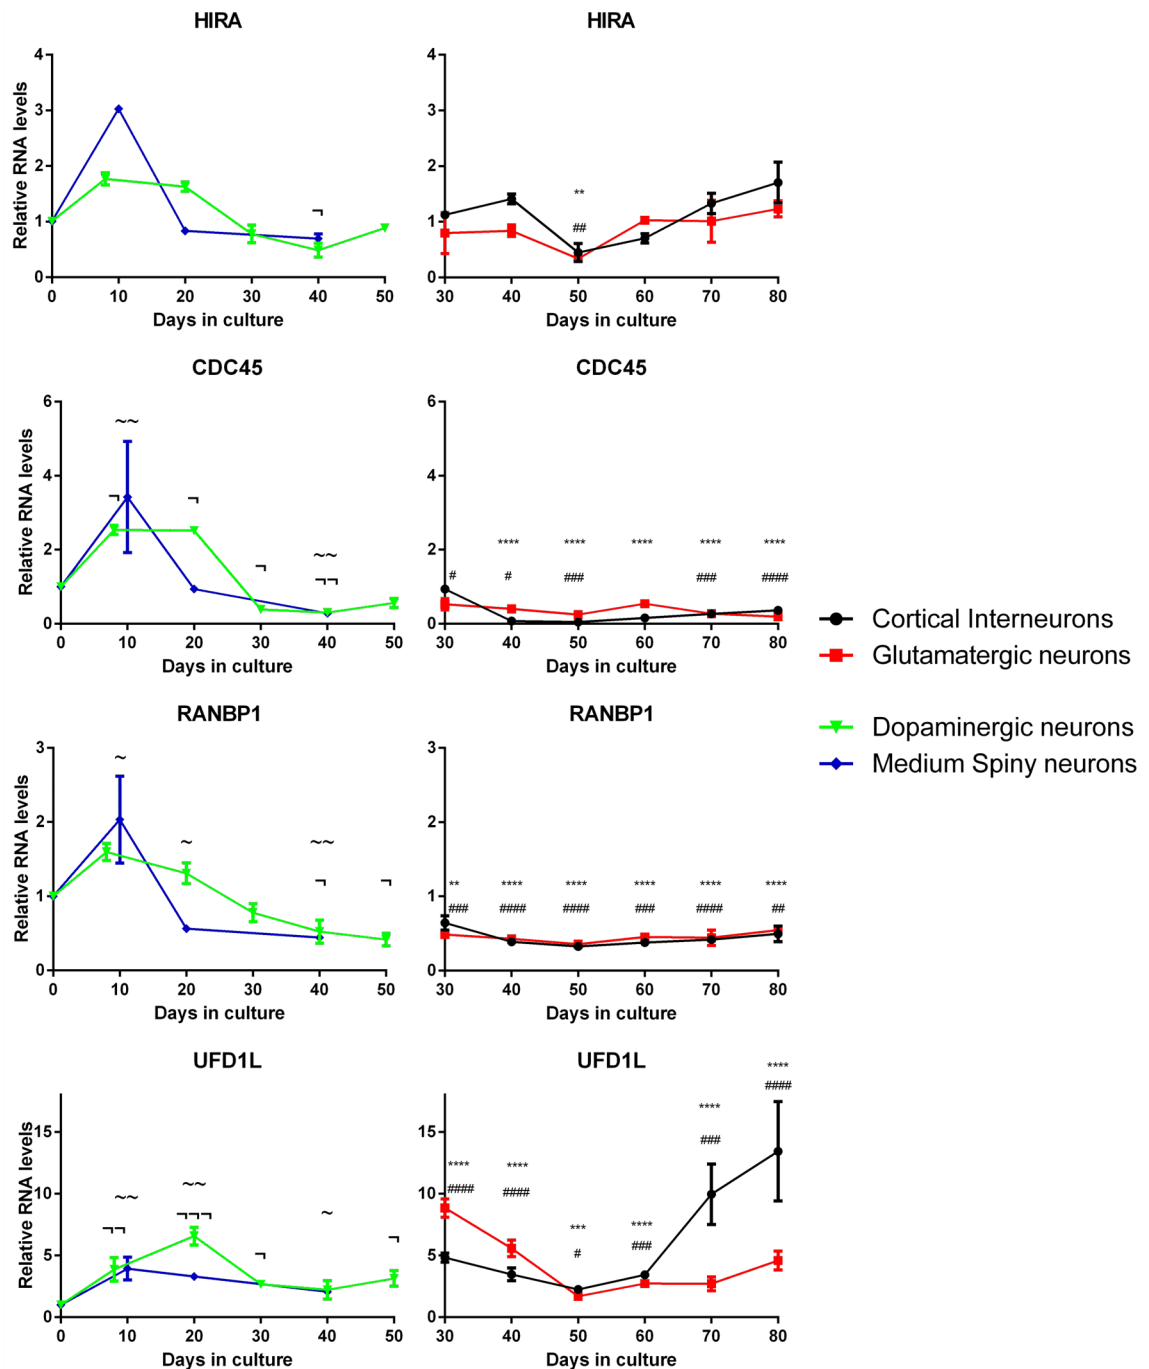 HIRA
HIRA
Relative RNA levels
4
3
2
1
0
¬
0 10 20 30 40 50
Days in culture
4
3
2
1
0
**
##
30 40 50 60 70 80
Days in culture
CDC45
CDC45
Relative RNA levels
6
4
2
0
~~
¬ ¬
¬
~~
¬¬
0 10 20 30 40 50
Days in culture
6
4
2
0
**** **** **** **** ****
# # ### ### ####
30 40 50 60 70 80
Days in culture
Cortical Interneurons
Glutamatergic neurons
Dopaminergic neurons
Medium Spiny neurons
RANBP1
RANBP1
Relative RNA levels
3
2
1
0
~
~ ~~
¬ ¬
0 10 20 30 40 50
Days in culture
3
2
1
0
** **** **** **** **** ****
### #### #### ### #### ##
30 40 50 60 70 80
Days in culture
UFD1L
UFD1L
Relative RNA levels
15
10
5
0
~~ ~~
¬¬ ¬¬¬
~
¬ ¬
0 10 20 30 40 50
Days in culture
15
10
5
0
**** **** *** **** **** ****
#### #### # ### ### ####
30 40 50 60 70 80
Days in culture